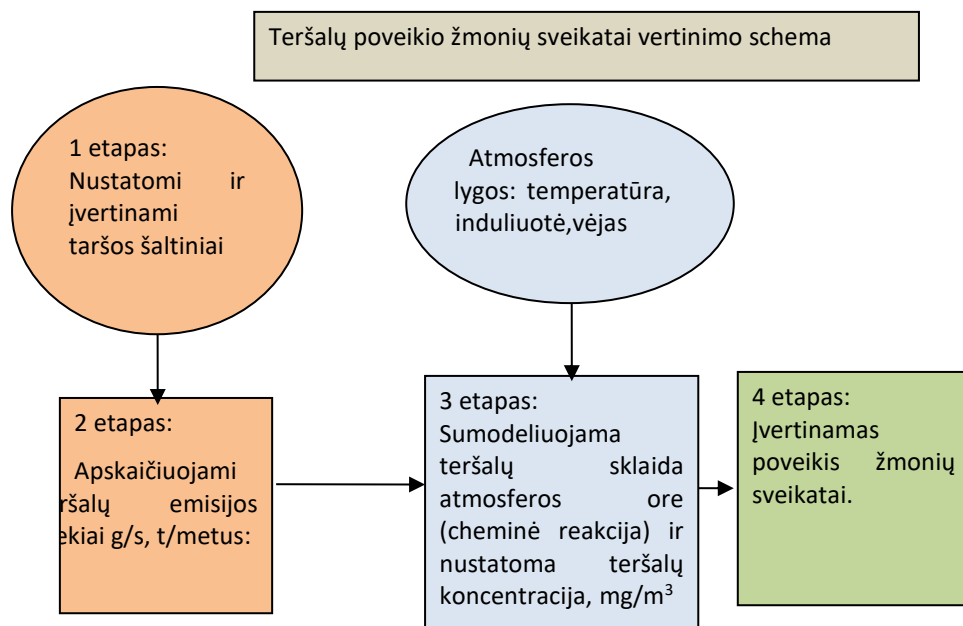 Teršalų poveikio žmonių sveikatai vertinimo schema
1 etapas:
Nustatomi ir
įvertinami
taršos šaltiniai
Atmosferos
lygos: temperatūra,
induliuotė,vėjas
2 etapas:
Apskaičiuojami
ršalų emisijos
ekiai g/s, t/metus:
3 etapas:
Sumodeliuojama
teršalų sklaida
atmosferos ore
(cheminė reakcija) ir
nustatoma teršalų
koncentracija, mg/m³
4 etapas:
Įvertinamas
poveikis žmonių
sveikatai.